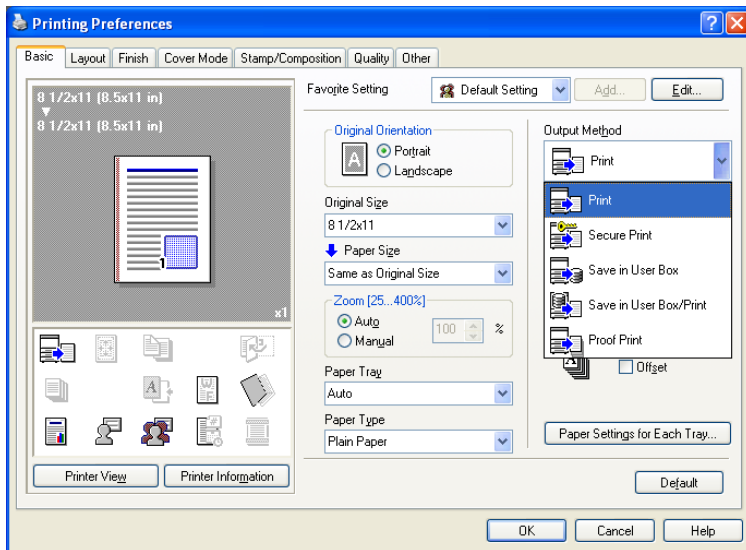 Printing Preferences
Basic Layout Finish Cover Mode Stamp/Composition Quality Other
8 1/2x11 (8.5x11 in)
8 1/2x11 (8.5x11 in)
1
x1
Printer View Printer Information
Favorite Setting Default Setting Add... Edit...
Original Orientation
A
Portrait
Landscape
Original Size
8 1/2x11
Paper Size
Same as Original Size
Zoom [25...400%]
Auto
Manual
100 %
Paper Tray
Auto
Paper Type
Plain Paper
Output Method
Print
Print
Secure Print
Save in User Box
Save in User Box/Print
Proof Print
Offset
Paper Settings for Each Tray...
Default
OK Cancel Help